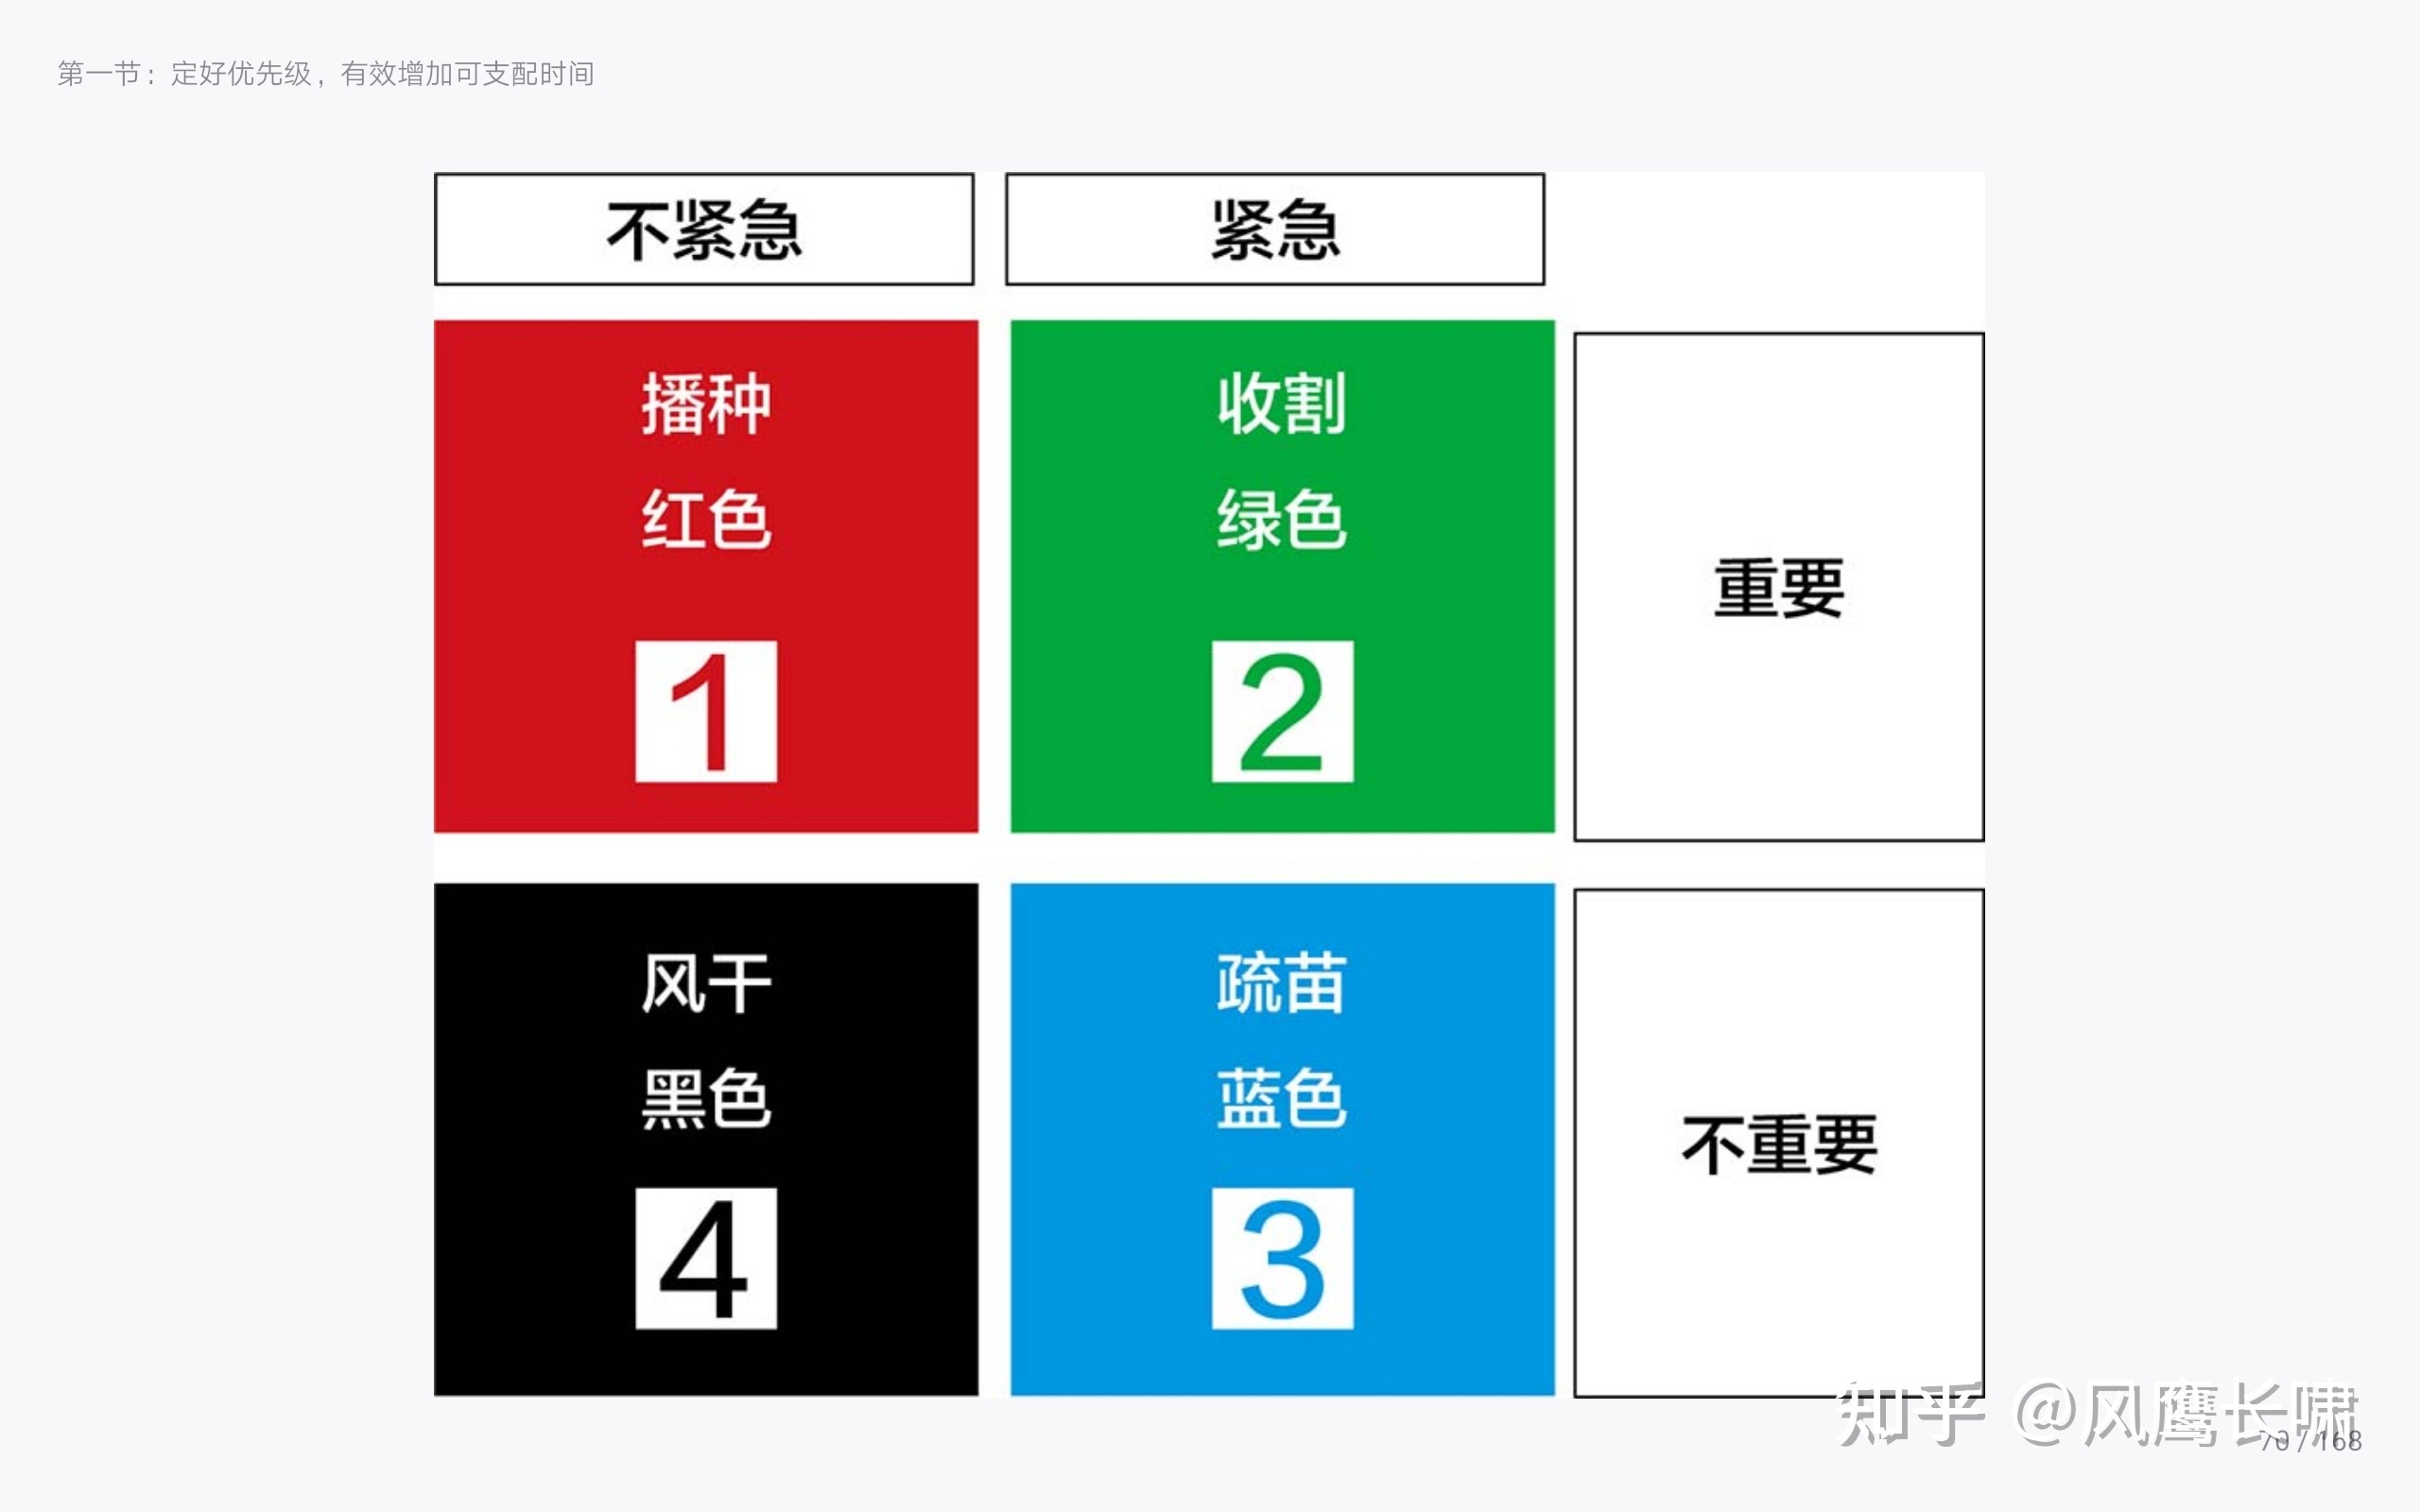 第一节：定好优先级，有效增加可支配时间
不紧急
紧急
播种
红色
1
收割
绿色
2
重要
风干
黑色
4
疏苗
蓝色
3
不重要
知乎 @风鹰长啸
70 / 168